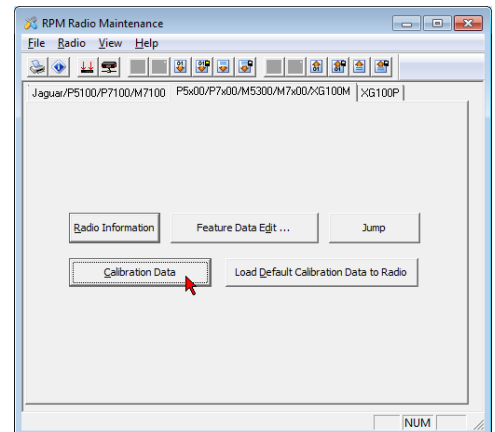 RPM Radio Maintenance
File Radio View Help
Jaguar/P5100/P7100/M7100 P5x00/P7x00/M5300/M7x00/XG100M XG100P
Radio Information Feature Data Edit ... Jump
Calibration Data Load Default Calibration Data to Radio
NUM